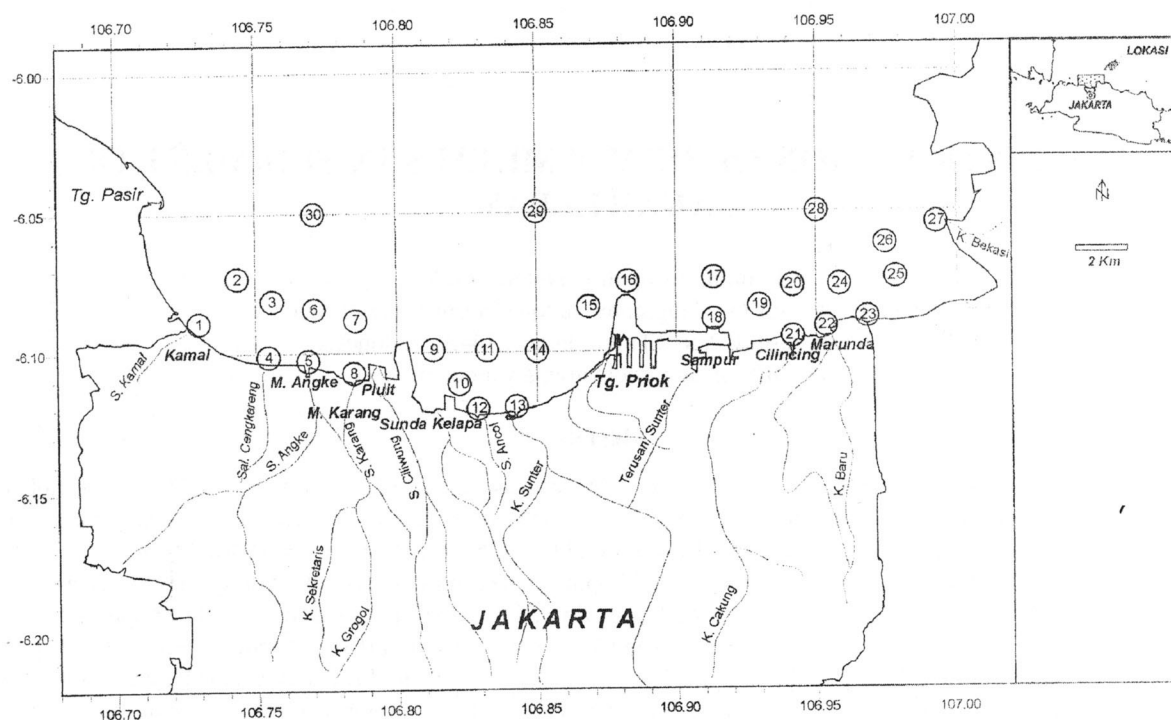 106.70 106.75 106.80 106.85 106.90 106.95 107.00
-6.00
-6.05
-6.10
-6.15
-6.20
LOKASI
JAKARTA
2 Km
Tg. Pasir
30
29
28
27
26
K. Bekasi
2
17
16
20
24
25
3
6
15
19
1
7
18
21
22
23
Kamal
9
11
14
Sampur
Cilincing
Marunda
4
5
8
10
12
13
M. Angke
Pluit
Tg. Priok
M. Karang
Sunda Kelapa
S. Kamal
Sal. Cengkareng
S. Angke
S. Karang
S. Ciliwung
S. Ancol
K. Sunter
Terusan Sunter
K. Baru
K. Sekretaris
K. Grogol
K. Cakung
JAKARTA
106.70 106.75 106.80 106.85 106.90 106.95 107.00